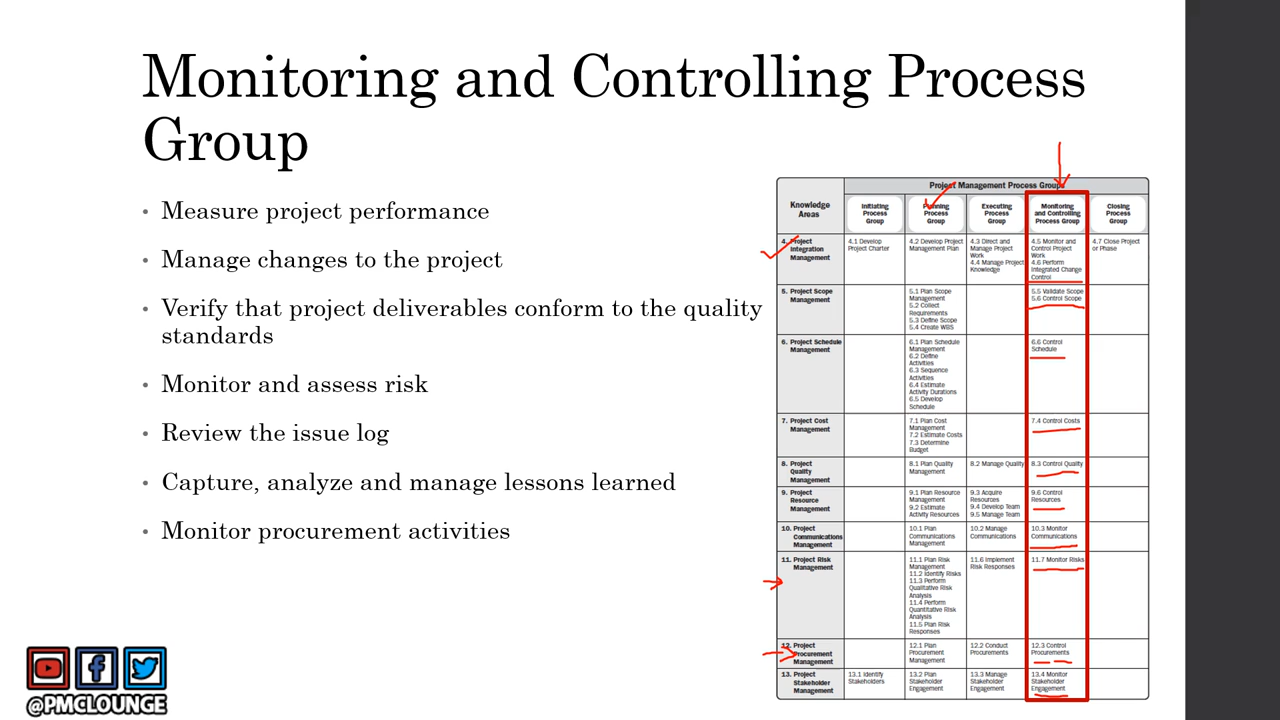 Monitoring and Controlling Process
Group
• Measure project performance
• Manage changes to the project
• Verify that project deliverables conform to the quality
standards
• Monitor and assess risk
• Review the issue log
• Capture, analyze and manage lessons learned
• Monitor procurement activities
Project Management Process Groups
Knowledge
Areas
Initiating
Process
Group
Planning
Process
Group
Executing
Process
Group
Monitoring
and Controlling
Process Group
Closing
Process
Group
4. Project
Integration
Management
4.1 Develop
Project Charter
4.2 Develop Project
Management Plan
4.3 Direct and
Manage Project
Work
4.4 Manage Project
Knowledge
4.5 Monitor and
Control Project
Work
4.6 Perform
Integrated Change
Control
4.7 Close Project
or Phase
5. Project Scope
Management
5.1 Plan Scope
Management
5.2 Collect
Requirements
5.3 Define Scope
5.4 Create WBS
5.5 Validate Scope
5.6 Control Scope
6. Project Schedule
Management
6.1 Plan Schedule
Management
6.2 Define
Activities
6.3 Sequence
Activities
6.4 Estimate
Activity Durations
6.5 Develop
Schedule
6.6 Control
Schedule
7. Project Cost
Management
7.1 Plan Cost
Management
7.2 Estimate Costs
7.3 Determine
Budget
7.4 Control Costs
8. Project
Quality
Management
8.1 Plan Quality
Management
8.2 Manage Quality
8.3 Control Quality
9. Project
Resource
Management
9.1 Plan Resource
Management
9.2 Estimate
Activity Resources
9.3 Acquire
Resources
9.4 Develop Team
9.5 Manage Team
9.6 Control
Resources
10. Project
Communications
Management
10.1 Plan
Communications
Management
10.2 Manage
Communications
10.3 Monitor
Communications
11. Project Risk
Management
11.1 Plan Risk
Management
11.2 Identify Risks
11.3 Perform
Qualitative Risk
Analysis
11.4 Perform
Quantitative Risk
Analysis
11.5 Plan Risk
Responses
11.6 Implement
Risk Responses
11.7 Monitor Risks
12. Project
Procurement
Management
12.1 Plan
Procurement
Management
12.2 Conduct
Procurements
12.3 Control
Procurements
13. Project
Stakeholder
Management
13.1 Identify
Stakeholders
13.2 Plan
Stakeholder
Engagement
13.3 Manage
Stakeholder
Engagement
13.4 Monitor
Stakeholder
Engagement
@PMCLOUNGE